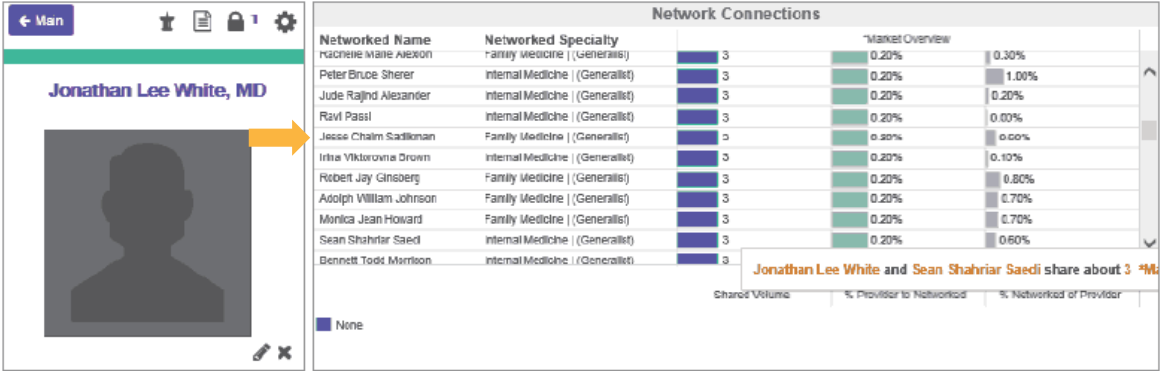 Main
1
Jonathan Lee White, MD
Network Connections
Networked Name Networked Specialty *Market Overview
Rachelle Marie Alexon Family Medicine | (Generalist) 3 0.20% 0.30%
Peter Bruce Sherer Internal Medicine | (Generalist) 3 0.20% 1.00%
Jude Rajind Alexander Internal Medicine | (Generalist) 3 0.20% 0.20%
Ravi Passi Internal Medicine | (Generalist) 3 0.20% 0.00%
Jesse Chaim Sadikman Family Medicine | (Generalist) 3 0.20%
Irina Viktorovna Brown Internal Medicine | (Generalist) 3 0.20% 0.10%
Robert Jay Ginsberg Family Medicine | (Generalist) 3 0.20% 0.80%
Adolph William Johnson Family Medicine | (Generalist) 3 0.20% 0.70%
Monica Jean Howard Family Medicine | (Generalist) 3 0.20% 0.70%
Sean Shahriar Saedi Internal Medicine | (Generalist) 3 0.20% 0.60%
Bennett Todd Morrison Internal Medicine | (Generalist) 3
Jonathan Lee White and Sean Shahriar Saedi share about 3 *Ma
Shared Volume % Provider to Networked % Networked of Provider
None